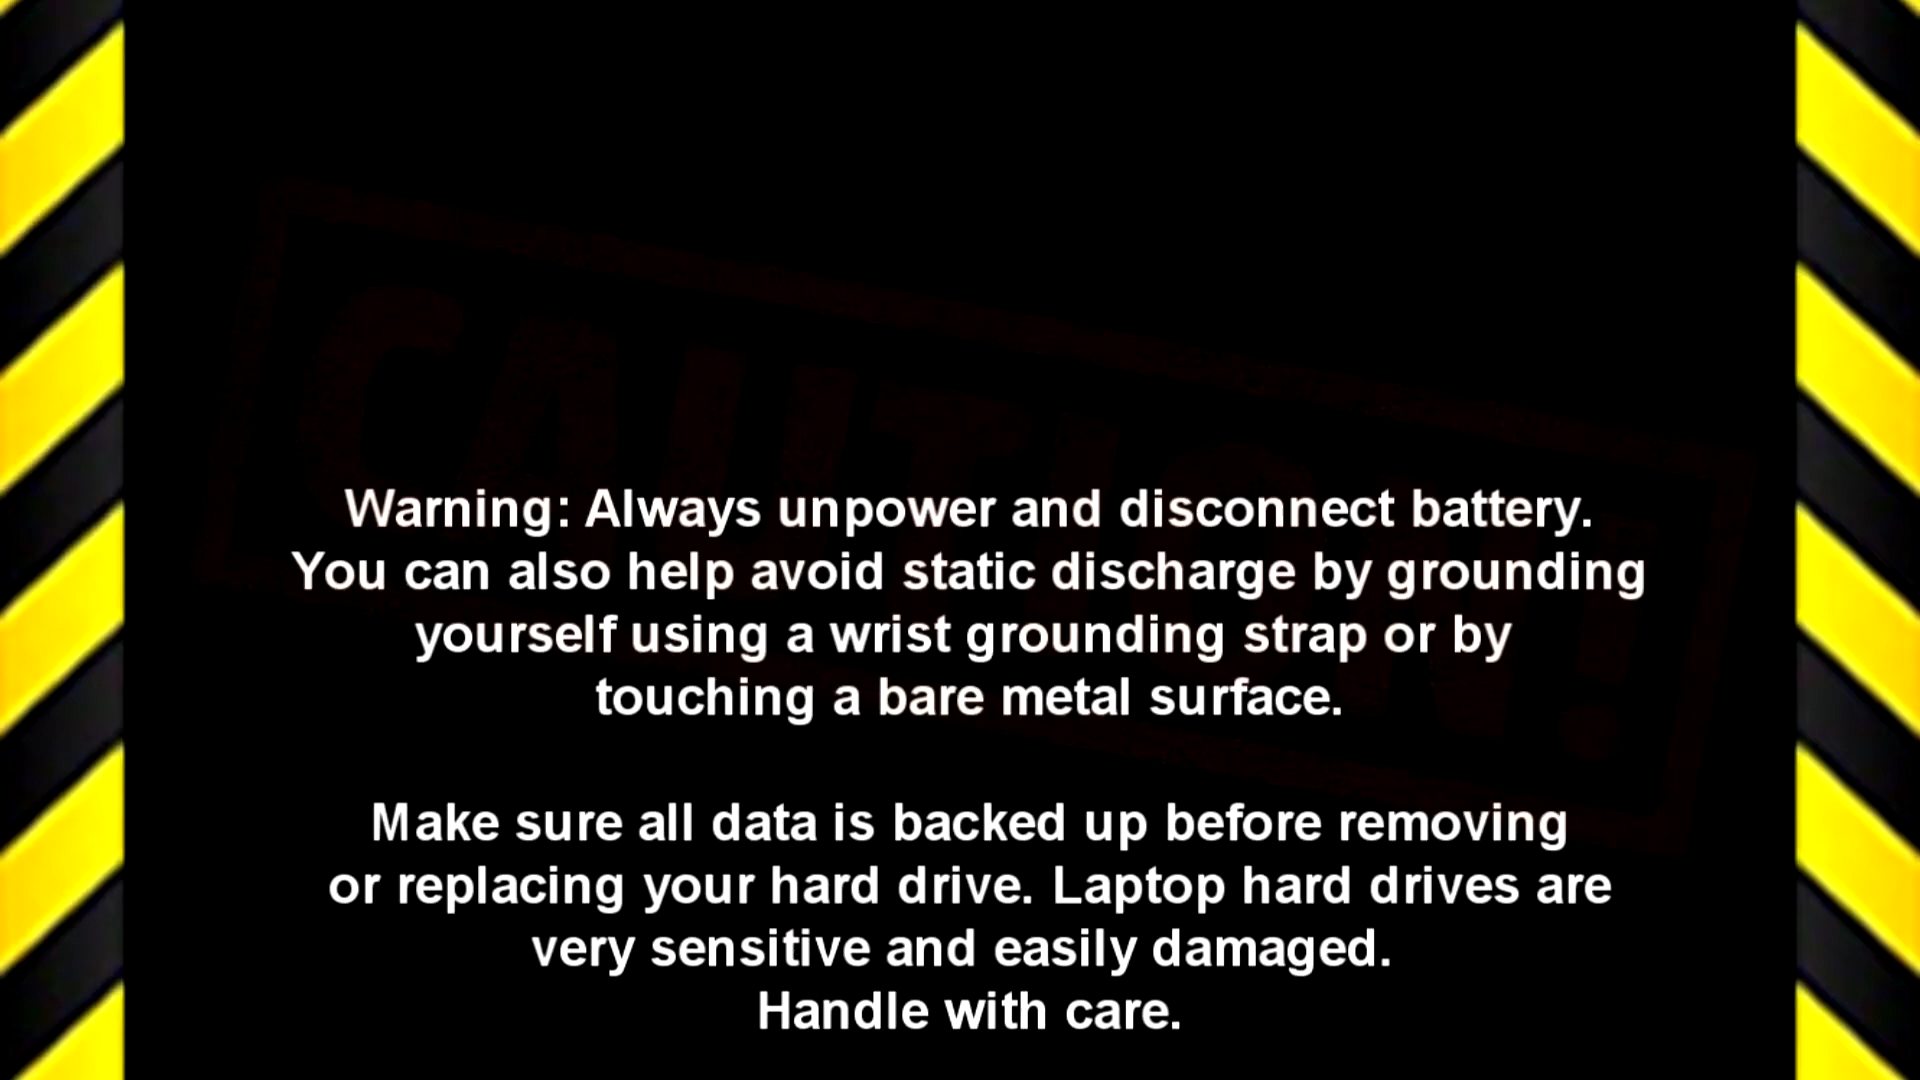 CAUTION!
Warning: Always unpower and disconnect battery.
You can also help avoid static discharge by grounding
yourself using a wrist grounding strap or by
touching a bare metal surface.
Make sure all data is backed up before removing
or replacing your hard drive. Laptop hard drives are
very sensitive and easily damaged.
Handle with care.